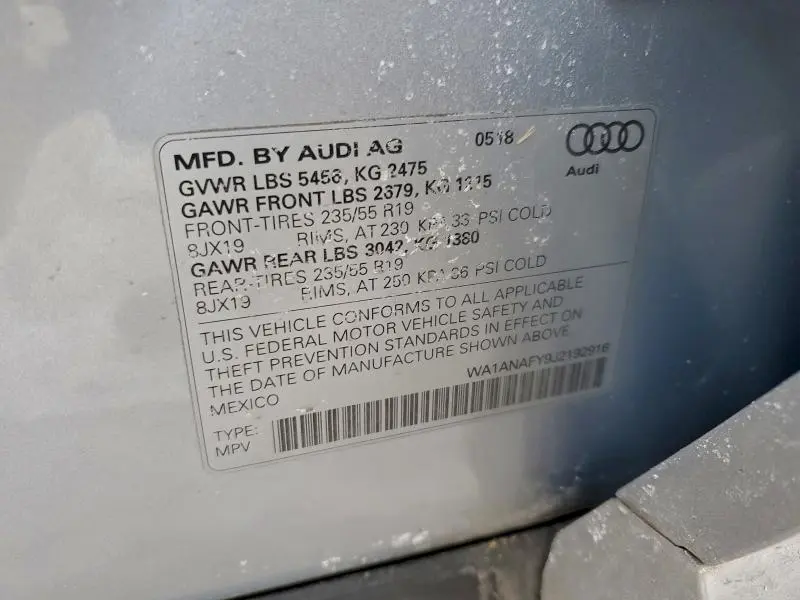 MFD. BY AUDI AG 0518
Audi
GVWR LBS 5456, KG 2475
GAWR FRONT LBS 2679, KG 1215
FRONT-TIRES 235/55 R19
8JX19 RIMS, AT 230 KPA 33 PSI COLD
GAWR REAR LBS 3042, KG 1380
REAR-TIRES 235/55 R19
8JX19 RIMS, AT 250 KPA 36 PSI COLD
THIS VEHICLE CONFORMS TO ALL APPLICABLE
U.S. FEDERAL MOTOR VEHICLE SAFETY AND
THEFT PREVENTION STANDARDS IN EFFECT ON
THE DATE OF MANUFACTURE SHOWN ABOVE.
MEXICO WA1ANAFY9J2192916
TYPE:
MPV